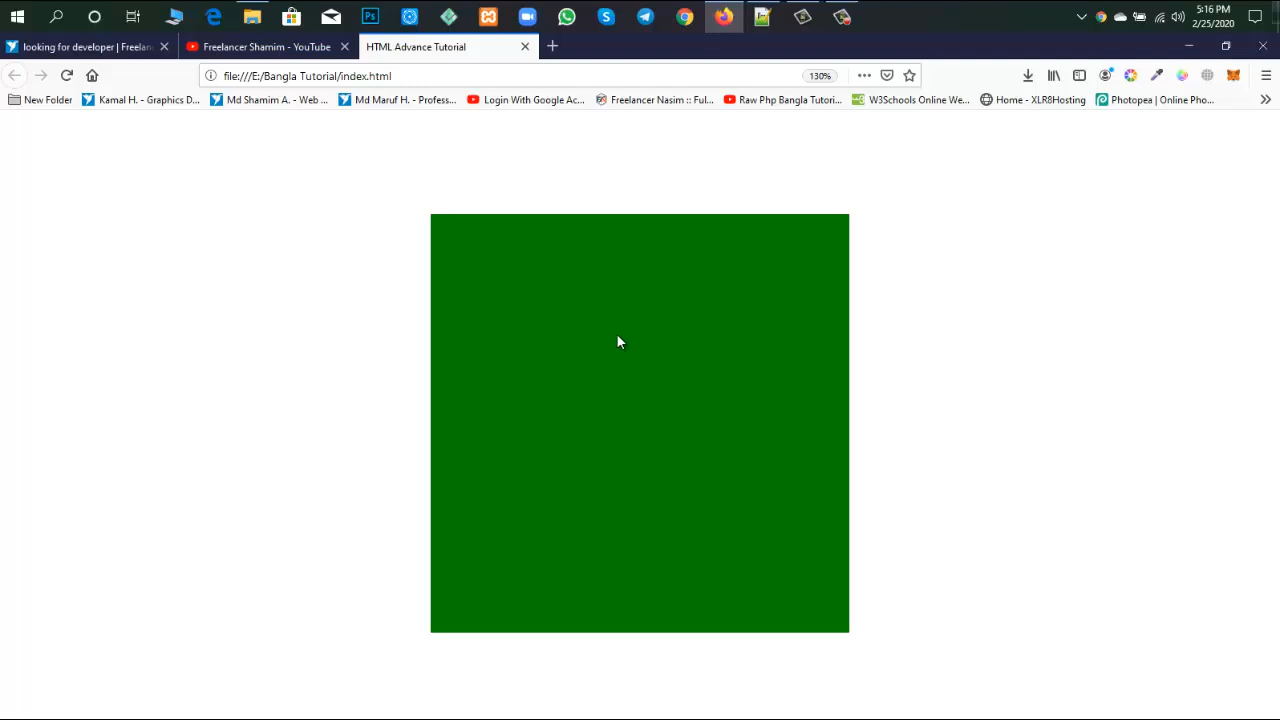 5:16 PM
2/25/2020
looking for developer | Freelan
Freelancer Shamim - YouTube
HTML Advance Tutorial
file:///E:/Bangla Tutorial/index.html
130%
New Folder
Kamal H. - Graphics D...
Md Shamim A. - Web ...
Md Maruf H. - Profess...
Login With Google Ac...
Freelancer Nasim :: Ful...
Raw Php Bangla Tutori...
W3Schools Online We...
Home - XLR8Hosting
Photopea | Online Pho...